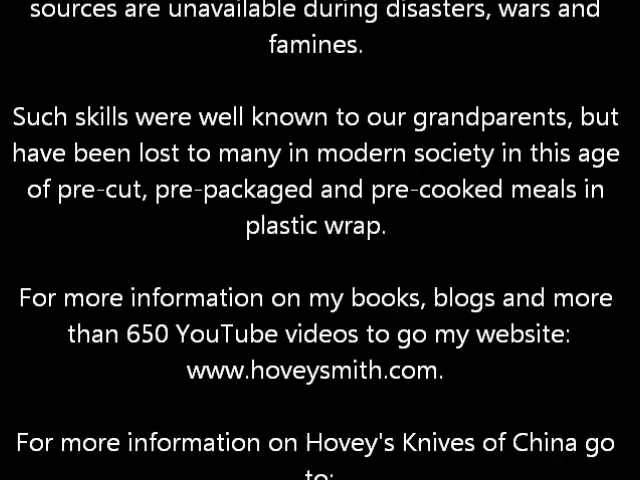 sources are unavailable during disasters, wars and
famines.
Such skills were well known to our grandparents, but
have been lost to many in modern society in this age
of pre-cut, pre-packaged and pre-cooked meals in
plastic wrap.
For more information on my books, blogs and more
than 650 YouTube videos to go my website:
www.hoveysmith.com.
For more information on Hovey's Knives of China go
to: